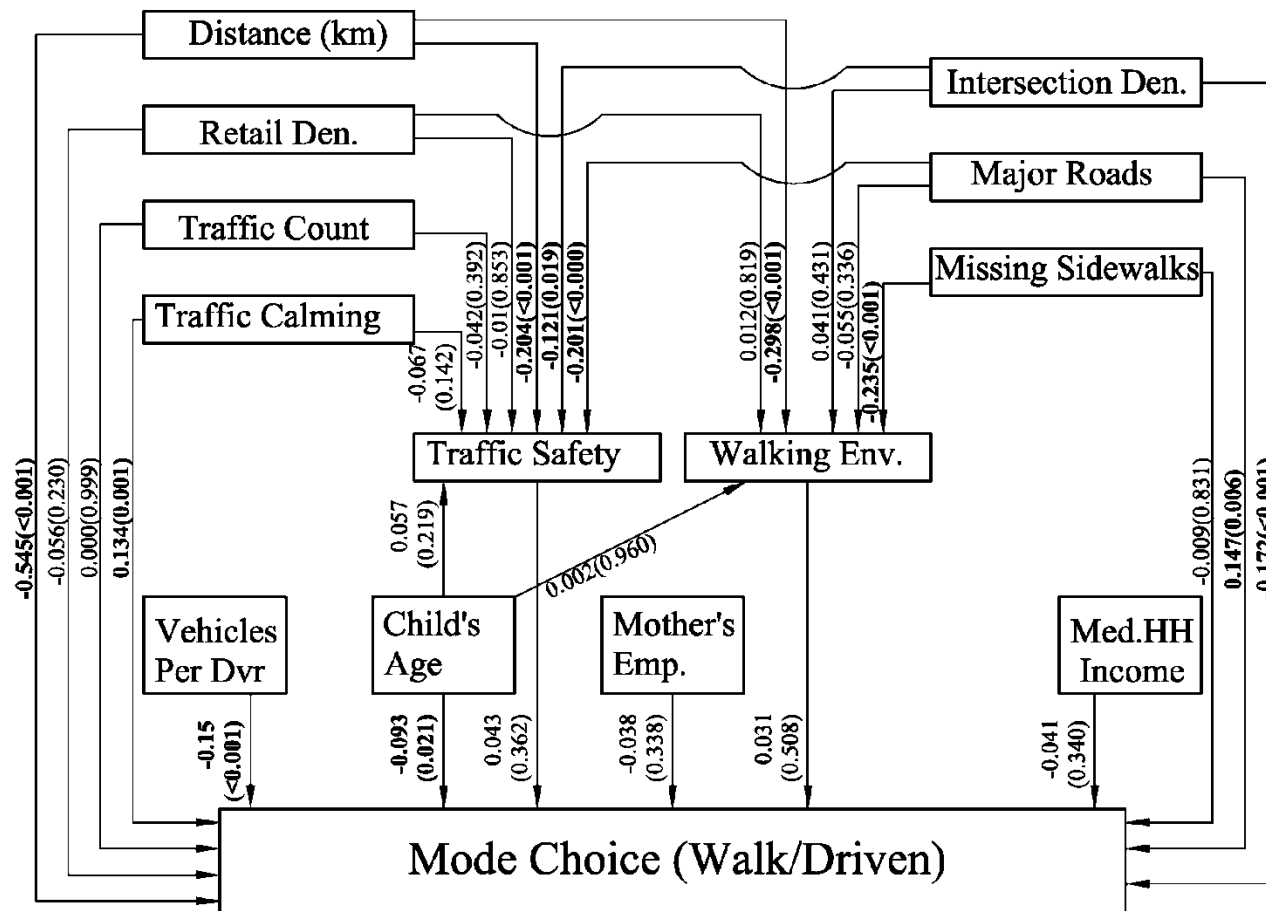 Distance (km)
Intersection Den.
Retail Den.
Major Roads
Traffic Count
Missing Sidewalks
Traffic Calming
-0.067
(0.142)
-0.042(0.392)
-0.01(0.853)
-0.204(<0.001)
-0.121(0.019)
-0.201(<0.000)
0.012(0.819)
-0.298(<0.001)
0.041(0.431)
-0.055(0.336)
-0.235(<0.001)
Traffic Safety
Walking Env.
-0.545(<0.001)
-0.056(0.230)
0.000(0.999)
0.134(0.001)
0.057
(0.219)
0.002(0.960)
-0.009(0.831)
0.147(0.006)
0.172(<0.001)
Vehicles
Per Dvr
Child's
Age
Mother's
Emp.
Med.HH
Income
-0.15
(<0.001)
-0.093
(0.021)
0.043
(0.362)
-0.038
(0.338)
0.031
(0.508)
-0.041
(0.340)
Mode Choice (Walk/Driven)